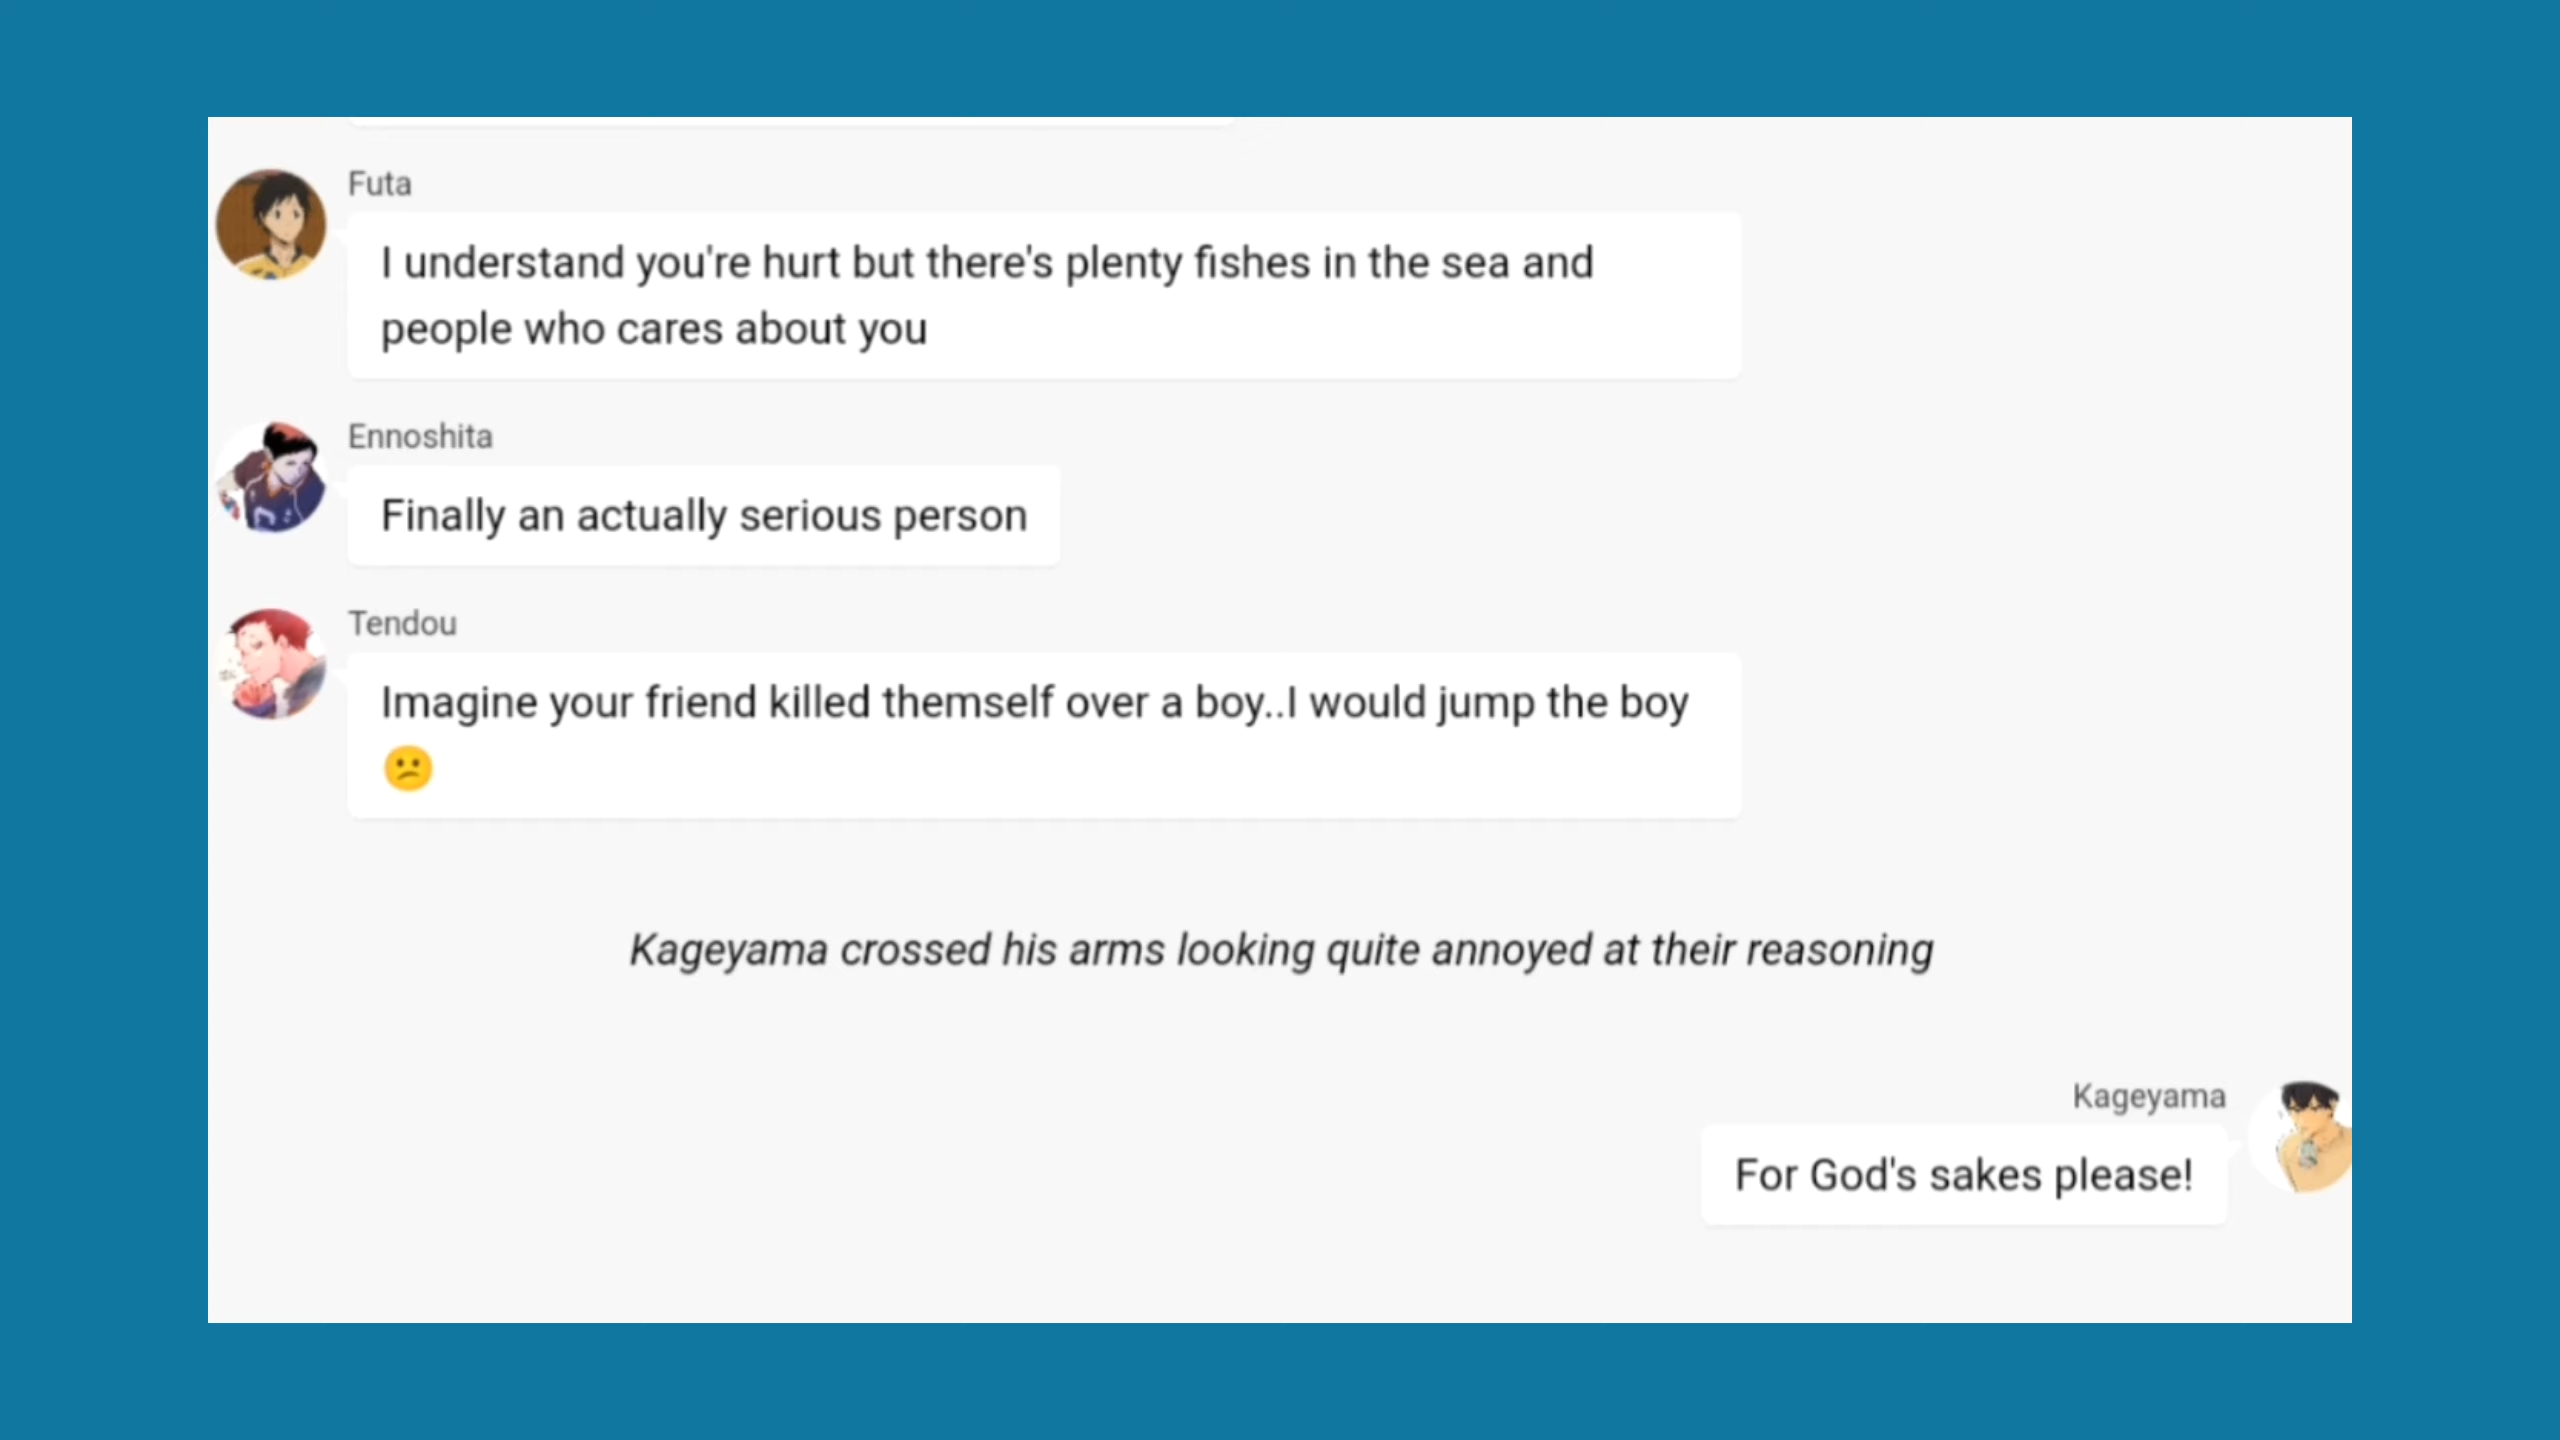 Futa
I understand you're hurt but there's plenty fishes in the sea and
people who cares about you
Ennoshita
Finally an actually serious person
Tendou
Imagine your friend killed themself over a boy..I would jump the boy
😕
Kageyama crossed his arms looking quite annoyed at their reasoning
Kageyama
For God's sakes please!